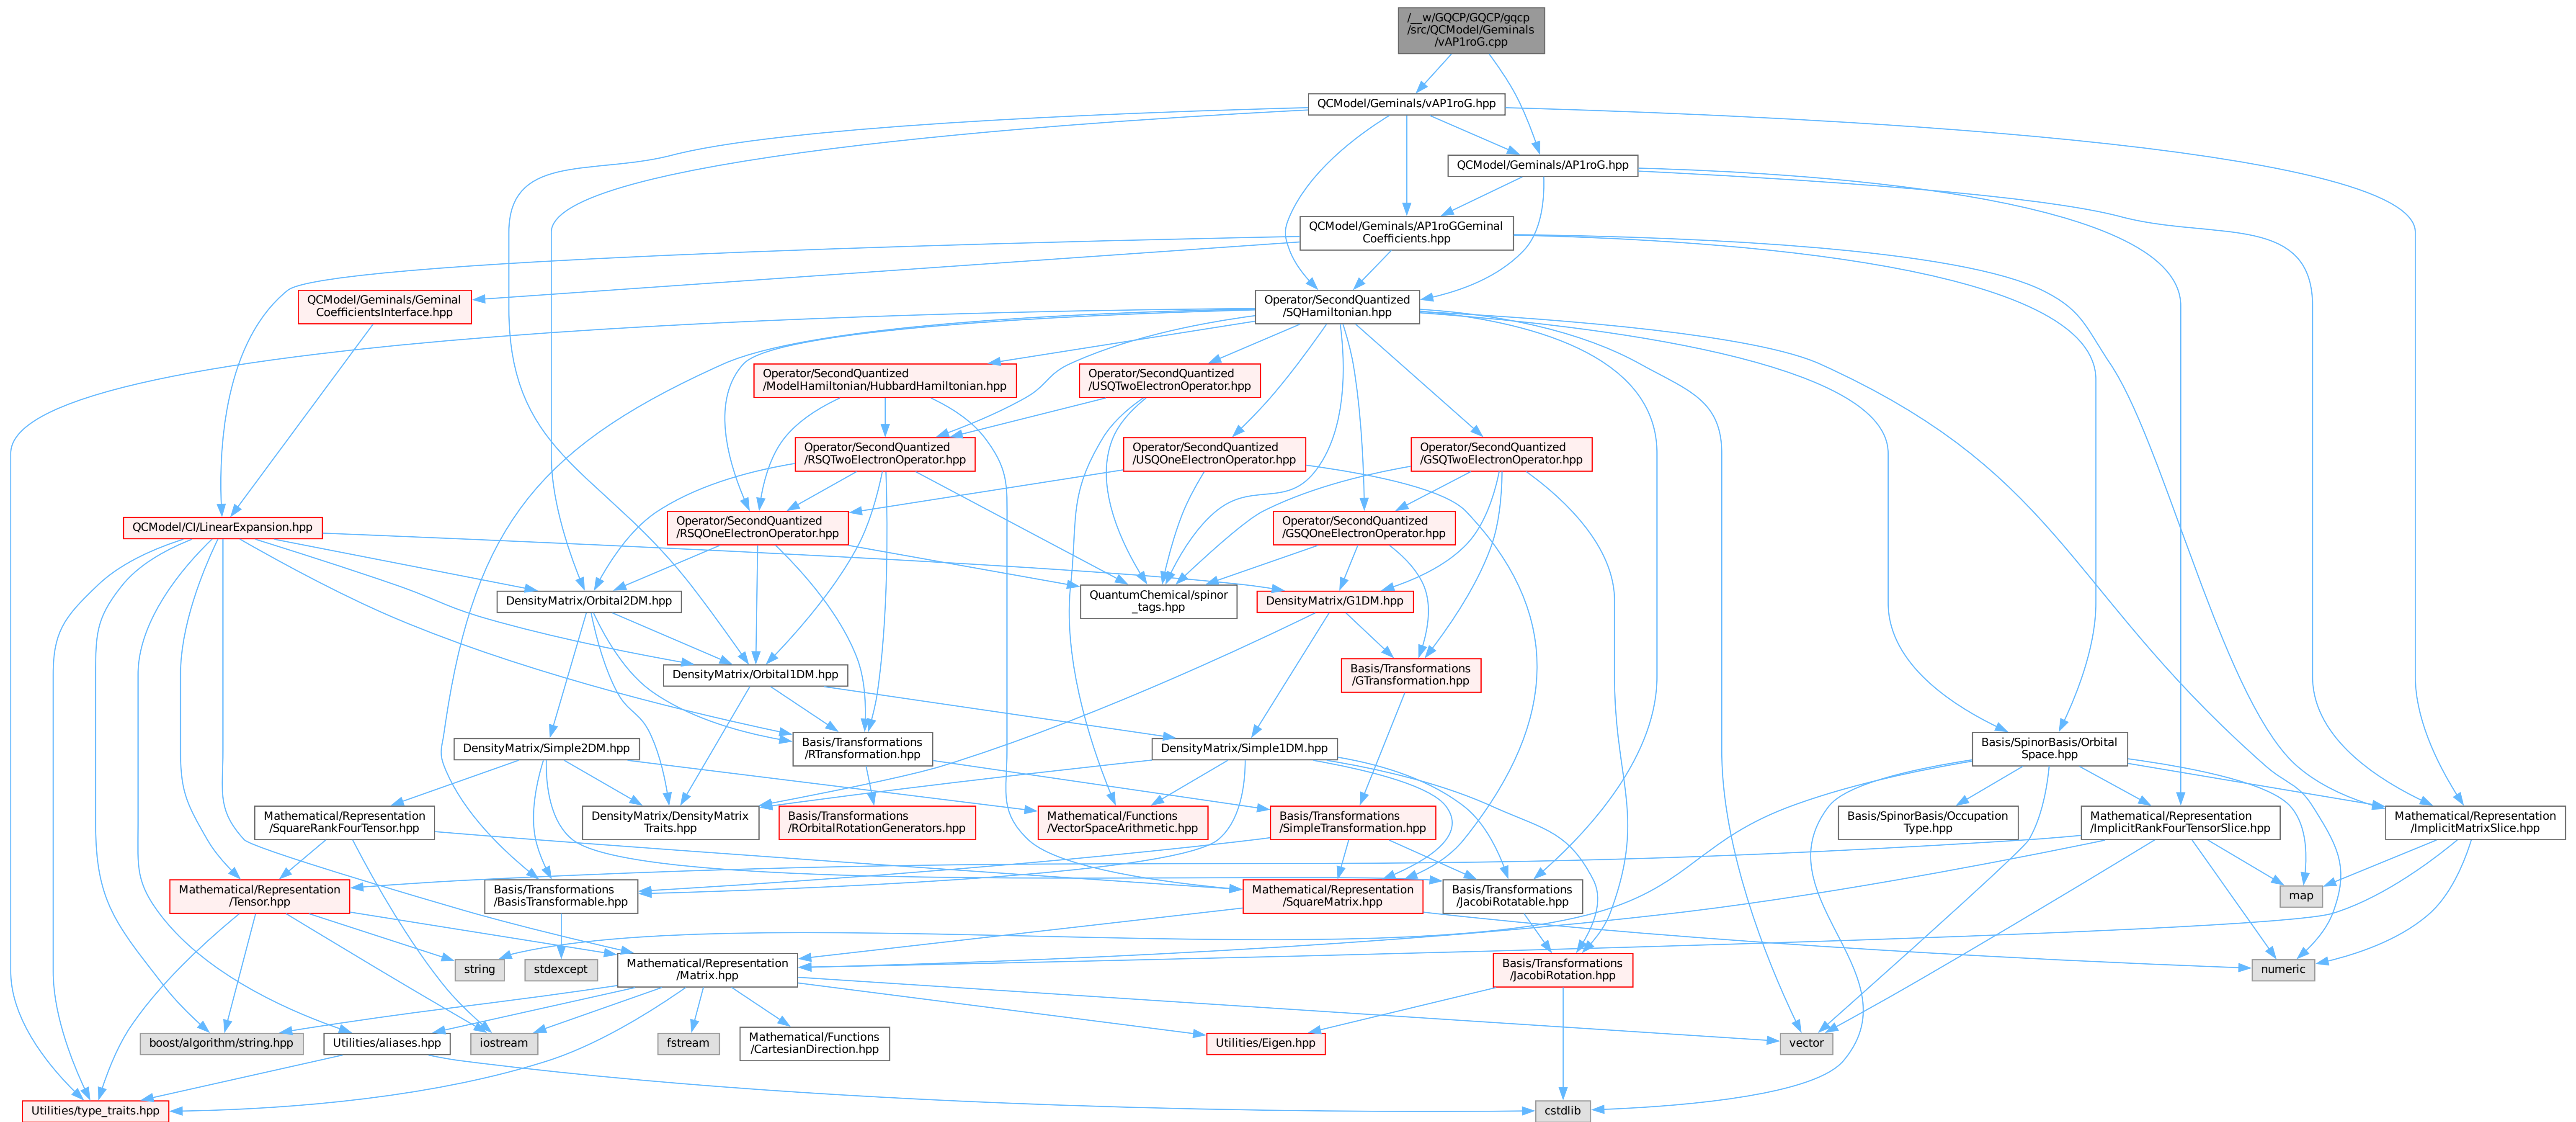 /__w/GQCP/GQCP/gqcp
/src/QCModel/Geminals
/vAP1roG.cpp
QCModel/Geminals/vAP1roG.hpp
QCModel/Geminals/AP1roG.hpp
QCModel/Geminals/AP1roGGeminal
Coefficients.hpp
QCModel/Geminals/Geminal
CoefficientsInterface.hpp
Operator/SecondQuantized
/SQHamiltonian.hpp
Operator/SecondQuantized
/ModelHamiltonian/HubbardHamiltonian.hpp
Operator/SecondQuantized
/USQTwoElectronOperator.hpp
Operator/SecondQuantized
/RSQTwoElectronOperator.hpp
Operator/SecondQuantized
/USQOneElectronOperator.hpp
Operator/SecondQuantized
/GSQTwoElectronOperator.hpp
QCModel/CI/LinearExpansion.hpp
Operator/SecondQuantized
/RSQOneElectronOperator.hpp
Operator/SecondQuantized
/GSQOneElectronOperator.hpp
DensityMatrix/Orbital2DM.hpp
QuantumChemical/spinor
_tags.hpp
DensityMatrix/G1DM.hpp
DensityMatrix/Orbital1DM.hpp
Basis/Transformations
/GTransformation.hpp
DensityMatrix/Simple2DM.hpp
Basis/Transformations
/RTransformation.hpp
DensityMatrix/Simple1DM.hpp
Basis/SpinorBasis/Orbital
Space.hpp
Mathematical/Representation
/SquareRankFourTensor.hpp
DensityMatrix/DensityMatrix
Traits.hpp
Basis/Transformations
/ROrbitalRotationGenerators.hpp
Mathematical/Functions
/VectorSpaceArithmetic.hpp
Basis/Transformations
/SimpleTransformation.hpp
Basis/SpinorBasis/Occupation
Type.hpp
Mathematical/Representation
/ImplicitRankFourTensorSlice.hpp
Mathematical/Representation
/ImplicitMatrixSlice.hpp
Mathematical/Representation
/Tensor.hpp
Basis/Transformations
/BasisTransformable.hpp
Mathematical/Representation
/SquareMatrix.hpp
Basis/Transformations
/JacobiRotatable.hpp
map
string
stdexcept
Mathematical/Representation
/Matrix.hpp
Basis/Transformations
/JacobiRotation.hpp
numeric
boost/algorithm/string.hpp
Utilities/aliases.hpp
iostream
fstream
Mathematical/Functions
/CartesianDirection.hpp
Utilities/Eigen.hpp
vector
Utilities/type_traits.hpp
cstdlib